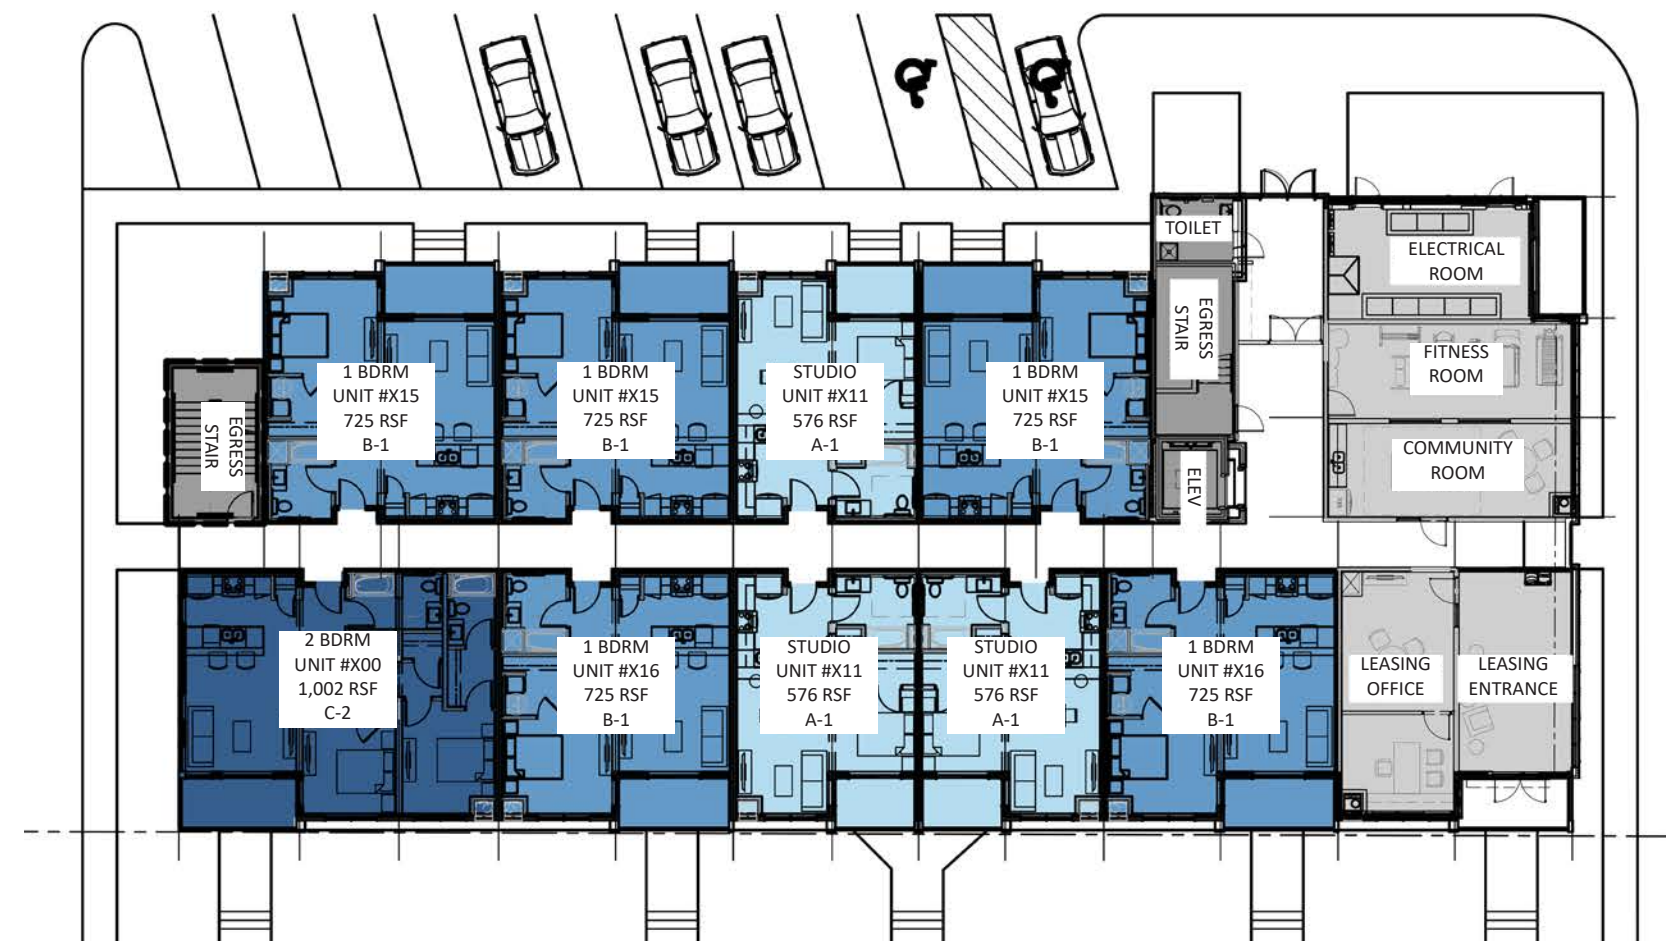 TOILET
ELECTRICAL
ROOM
EGRESS
STAIR
FITNESS
ROOM
1 BDRM
UNIT #X15
725 RSF
B-1
1 BDRM
UNIT #X15
725 RSF
B-1
STUDIO
UNIT #X11
576 RSF
A-1
1 BDRM
UNIT #X15
725 RSF
B-1
EGRESS
STAIR
COMMUNITY
ROOM
ELEV
2 BDRM
UNIT #X00
1,002 RSF
C-2
1 BDRM
UNIT #X16
725 RSF
B-1
STUDIO
UNIT #X11
576 RSF
A-1
STUDIO
UNIT #X11
576 RSF
A-1
1 BDRM
UNIT #X16
725 RSF
B-1
LEASING
OFFICE
LEASING
ENTRANCE